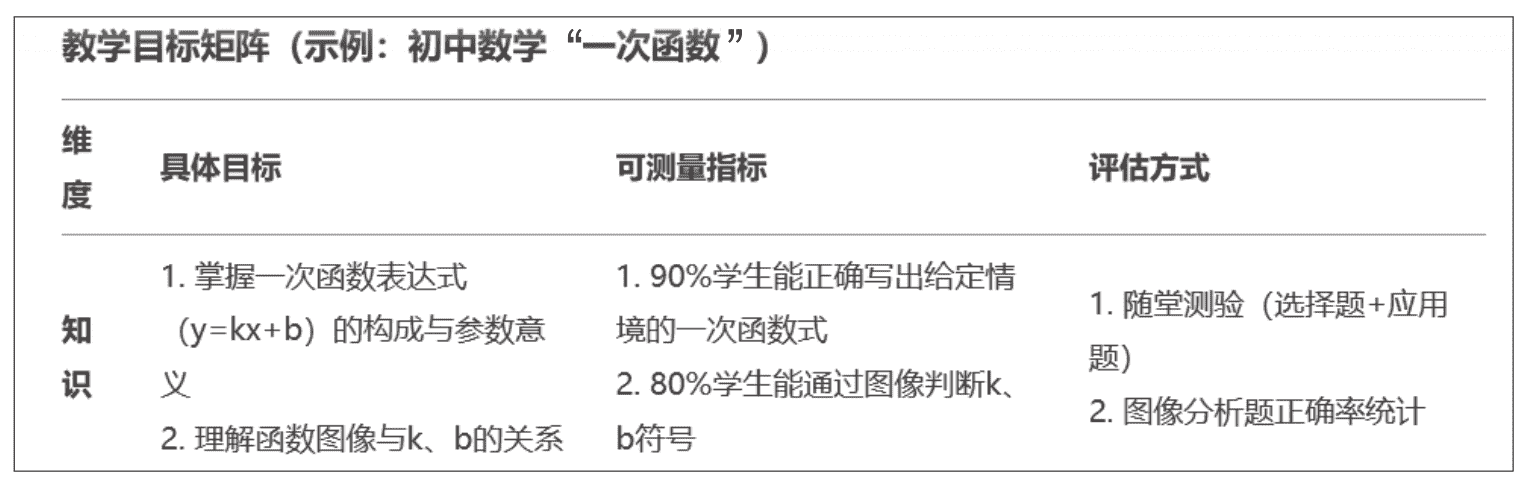 教学目标矩阵（示例：初中数学“一次函数”）
维度
具体目标
可测量指标
评估方式
知识
1. 掌握一次函数表达式
（y=kx+b）的构成与参数意
义
2. 理解函数图像与k、b的关系
1. 90%学生能正确写出给定情
境的一次函数式
2. 80%学生能通过图像判断k、
b符号
1. 随堂测验（选择题+应用
题）
2. 图像分析题正确率统计